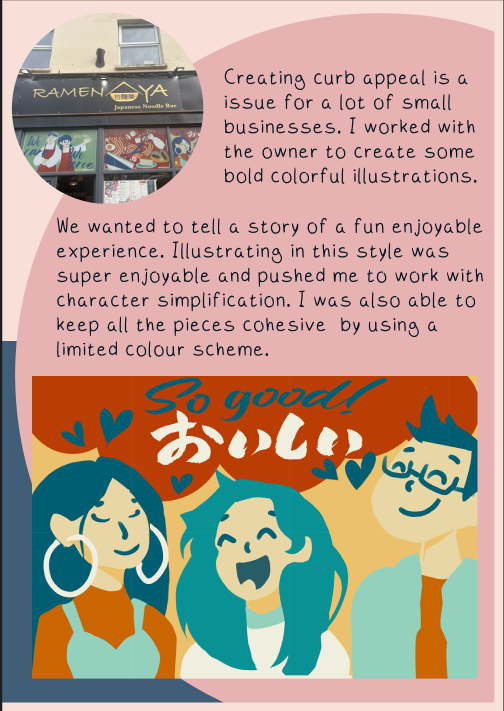 RAMEN YA
Japanese Noodle Bar
Creating curb appeal is a
issue for a lot of small
businesses. I worked with
the owner to create some
bold colorful illustrations.
We wanted to tell a story of a fun enjoyable
experience. Illustrating in this style was
super enjoyable and pushed me to work with
character simplification. I was also able to
keep all the pieces cohesive by using a
limited colour scheme.
So good!
おいしい